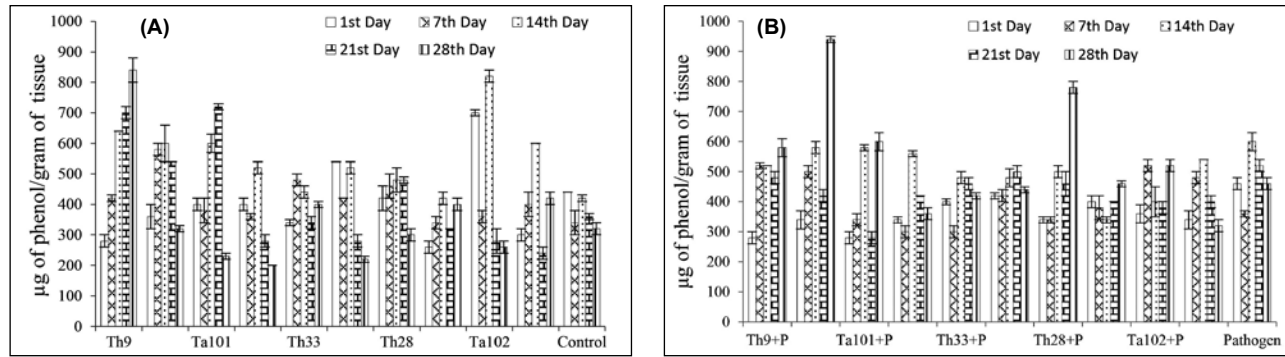 (A)
1st Day 7th Day 14th Day
21st Day 28th Day
µg of phenol/gram of tissue
1000
900
800
700
600
500
400
300
200
100
0
Th9 Ta101 Th33 Th28 Ta102 Control
(B)
1st Day 7th Day 14th Day
21st Day 28th Day
µg of phenol/gram of tissue
1000
900
800
700
600
500
400
300
200
100
0
Th9+P Ta101+P Th33+P Th28+P Ta102+P Pathogen